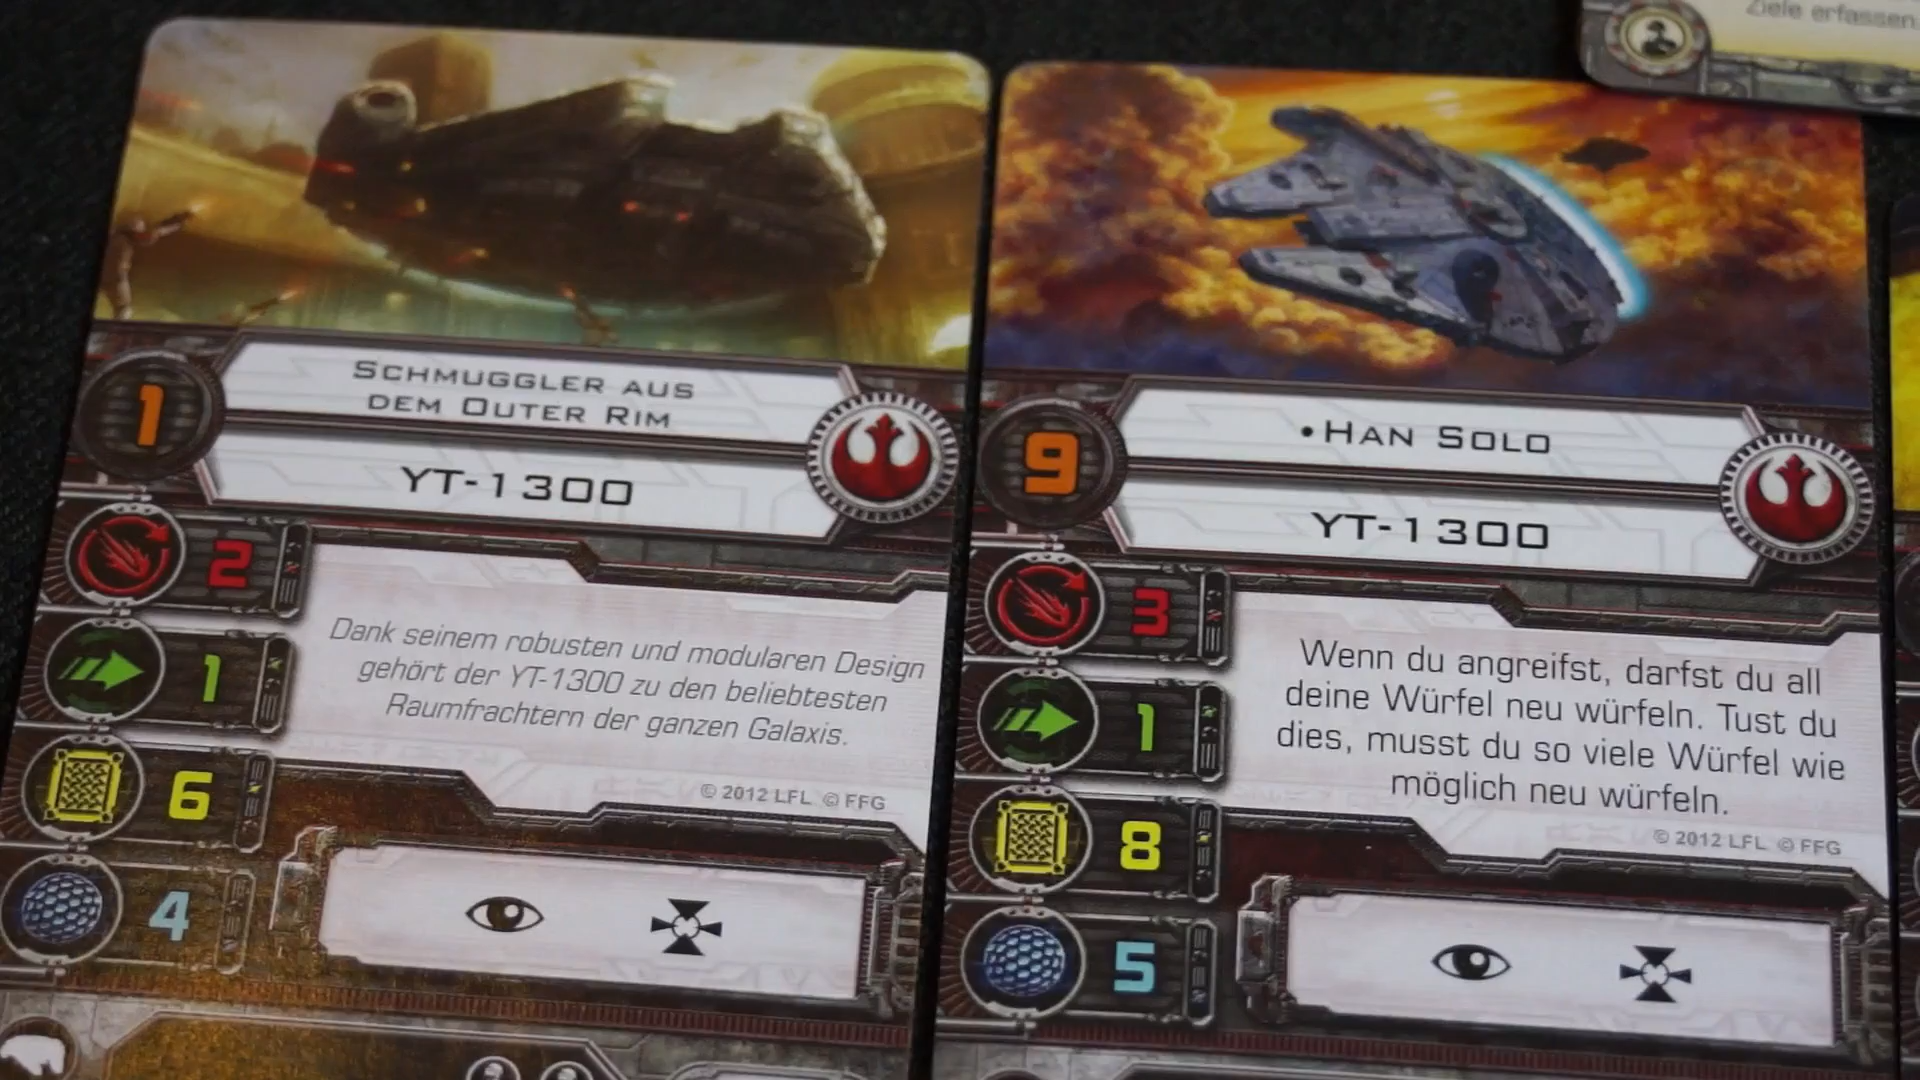 Ziele erfassen.
1
SCHMUGGLER AUS
DEM OUTER RIM
YT-1300
2
1
6
4
Dank seinem robusten und modularen Design
gehört der YT-1300 zu den beliebtesten
Raumfrachtern der ganzen Galaxis.
© 2012 LFL © FFG
9
•HAN SOLO
YT-1300
3
1
8
5
Wenn du angreifst, darfst du all
deine Würfel neu würfeln. Tust du
dies, musst du so viele Würfel wie
möglich neu würfeln.
© 2012 LFL © FFG